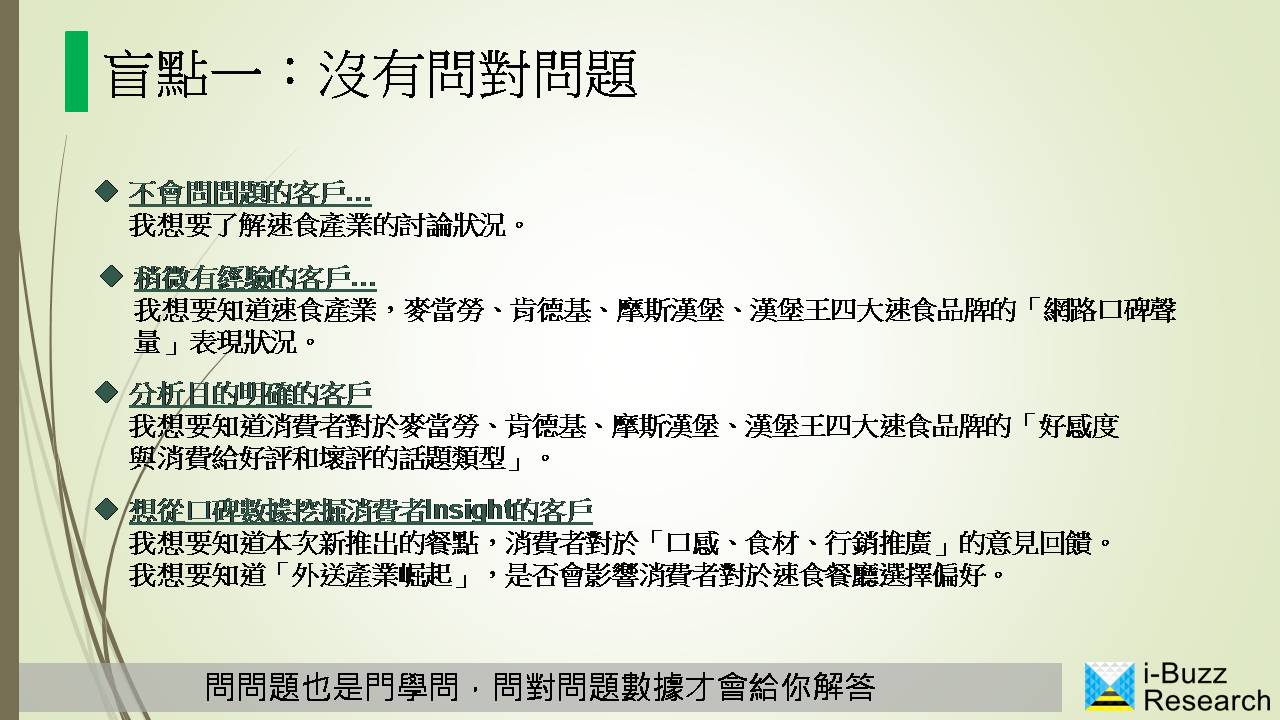 盲點一：沒有問對問題
不會問問題的客戶...
我想要了解速食產業的討論狀況。
稍微有經驗的客戶...
我想要知道速食產業，麥當勞、肯德基、摩斯漢堡、漢堡王四大速食品牌的「網路口碑聲
量」表現狀況。
分析目的明確的客戶
我想要知道消費者對於麥當勞、肯德基、摩斯漢堡、漢堡王四大速食品牌的「好感度
與消費給好評和壞評的話題類型」。
想從口碑數據挖掘消費者Insight的客戶
我想要知道本次新推出的餐點，消費者對於「口感、食材、行銷推廣」的意見回饋。
我想要知道「外送產業崛起」，是否會影響消費者對於速食餐廳選擇偏好。
問問題也是門學問，問對問題數據才會給你解答
i-Buzz
Research